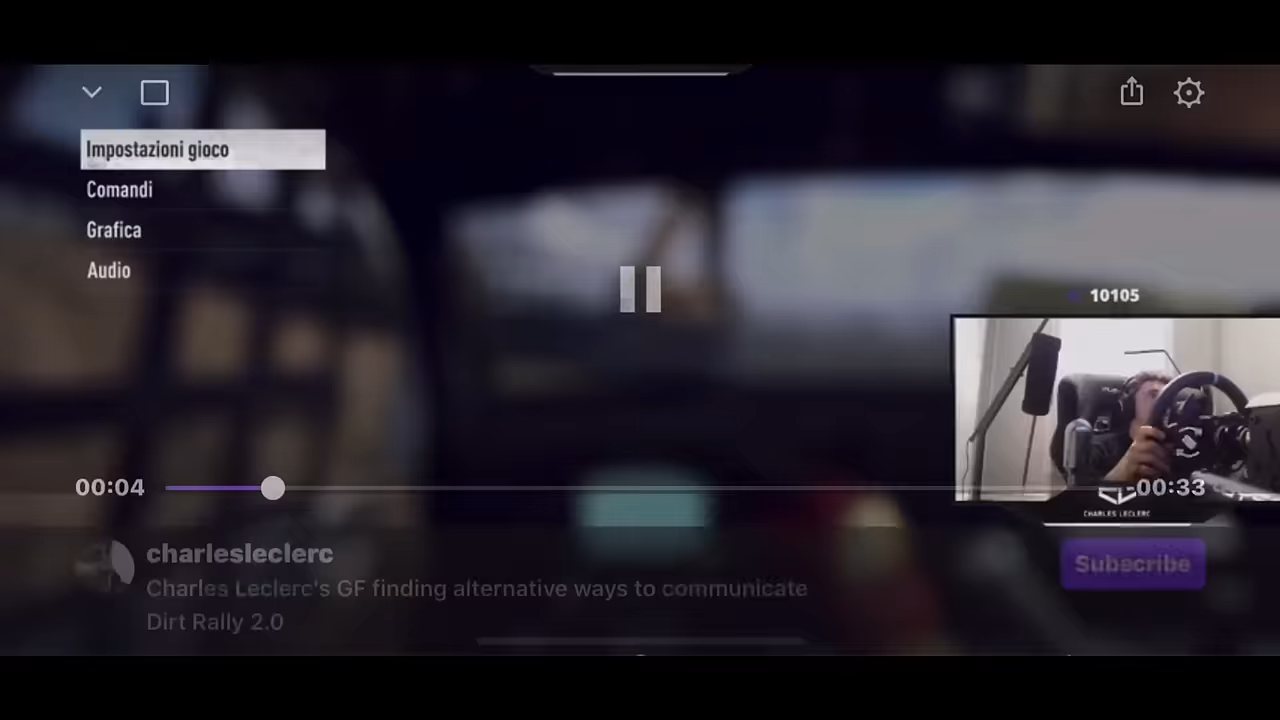 Impostazioni gioco
Comandi
Grafica
Audio
10105
00:04
-00:33
CHARLES LECLERC
charlesleclerc
Subscribe
Charles Leclerc's GF finding alternative ways to communicate
Dirt Rally 2.0